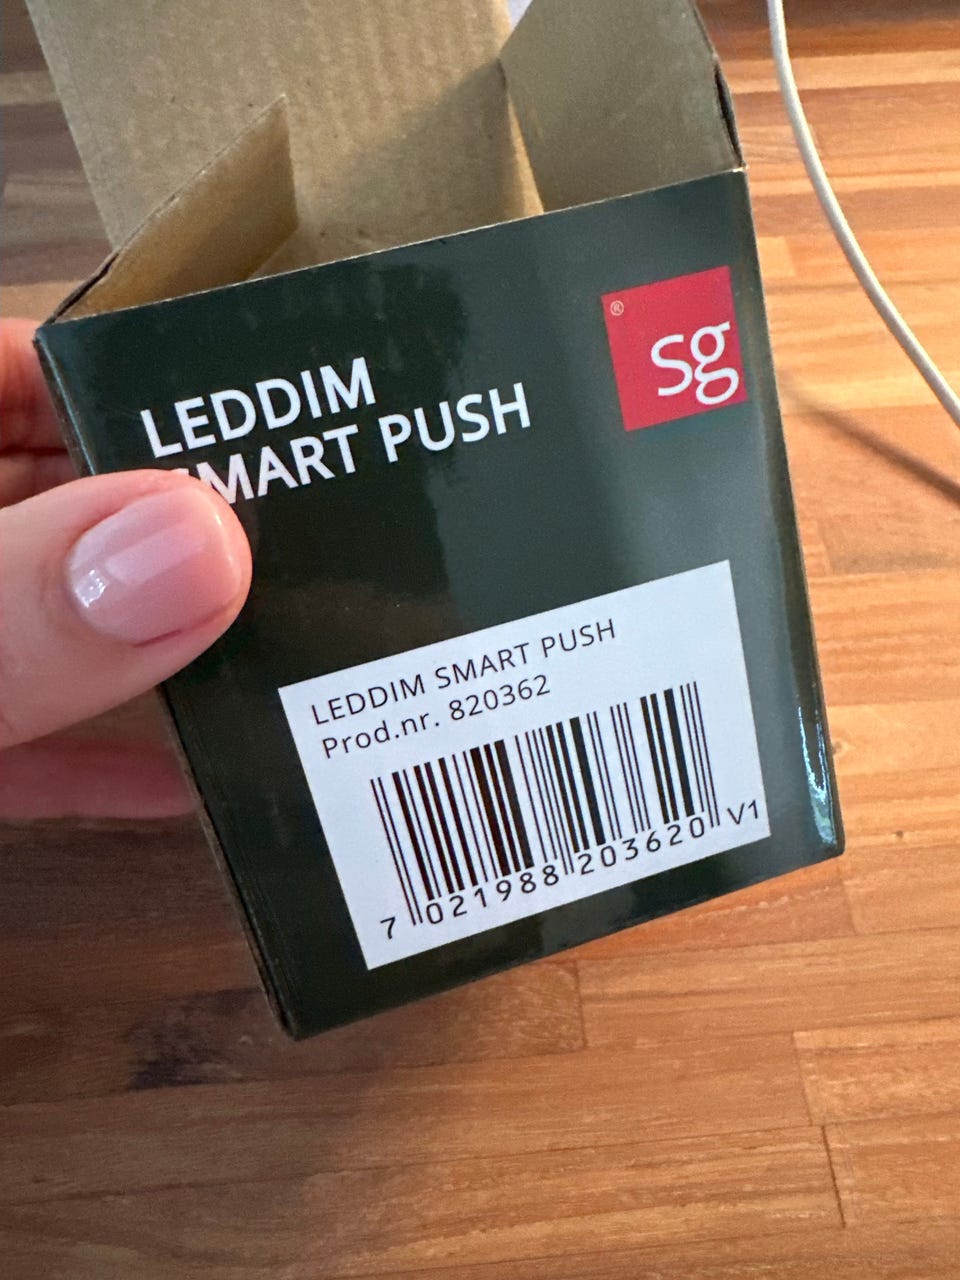 LEDDIM
SMART PUSH
® sg
LEDDIM SMART PUSH
Prod.nr. 820362
7 021988 203620 V1